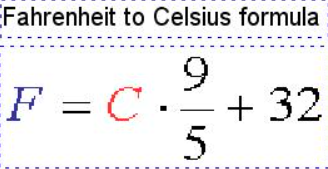 Fahrenheit to Celsius formula
F = C · 9/5 + 32